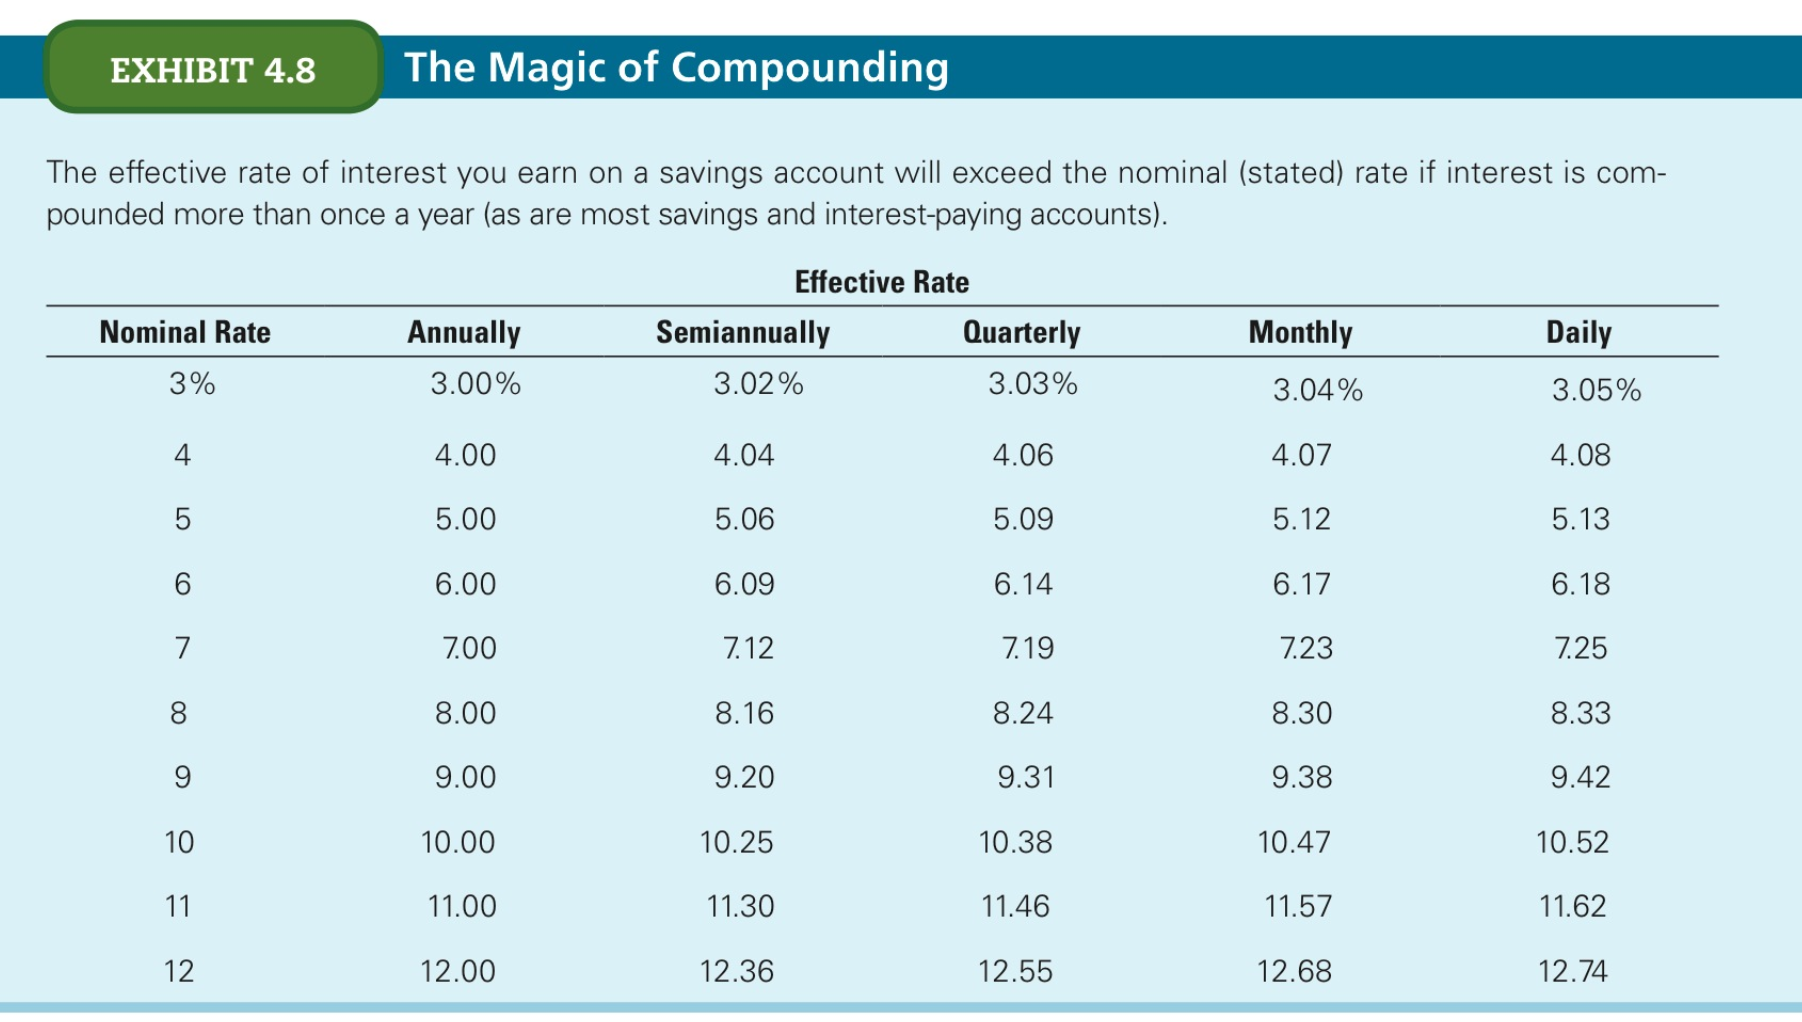 EXHIBIT 4.8 The Magic of Compounding
The effective rate of interest you earn on a savings account will exceed the nominal (stated) rate if interest is com-
pounded more than once a year (as are most savings and interest-paying accounts).
Effective Rate
Nominal Rate Annually Semiannually Quarterly Monthly Daily
3% 3.00% 3.02% 3.03% 3.04% 3.05%
4 4.00 4.04 4.06 4.07 4.08
5 5.00 5.06 5.09 5.12 5.13
6 6.00 6.09 6.14 6.17 6.18
7 7.00 7.12 7.19 7.23 7.25
8 8.00 8.16 8.24 8.30 8.33
9 9.00 9.20 9.31 9.38 9.42
10 10.00 10.25 10.38 10.47 10.52
11 11.00 11.30 11.46 11.57 11.62
12 12.00 12.36 12.55 12.68 12.74